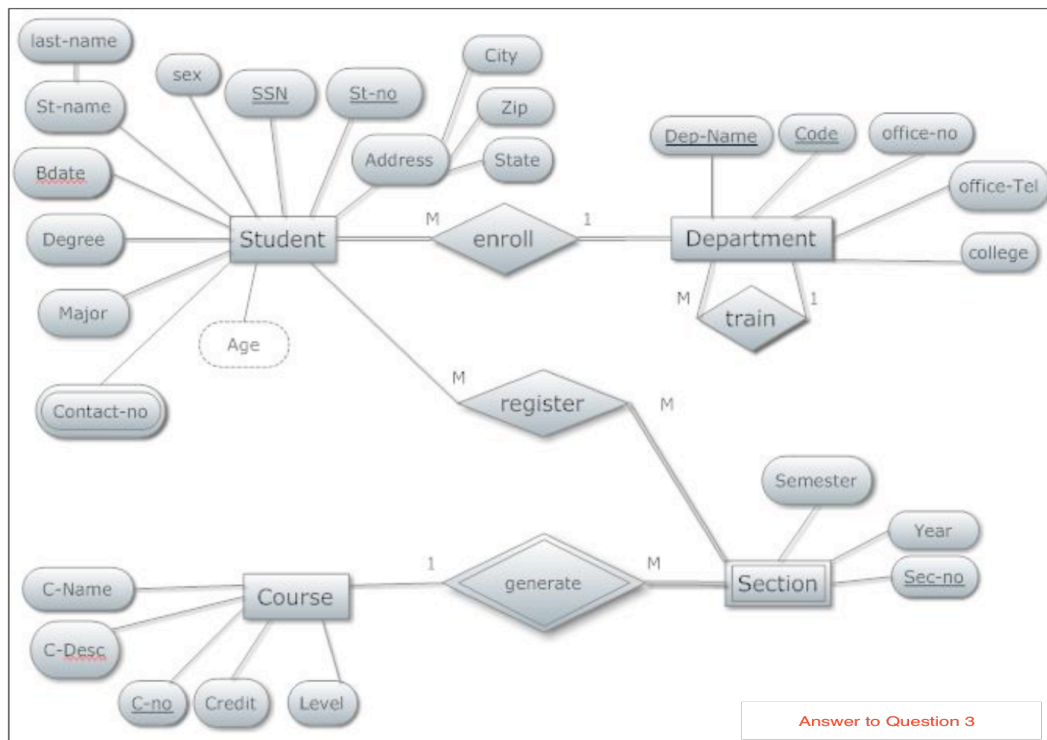 last-name
St-name
sex
SSN
St-no
City
Zip
State
Address
Bdate
Degree
Major
Contact-no
Age
Student
M
enroll
1
Department
Dep-Name
Code
office-no
office-Tel
college
M
train
1
M
register
M
Semester
Year
Sec-no
Section
M
generate
1
Course
C-Name
C-Desc
C-no
Credit
Level
Answer to Question 3